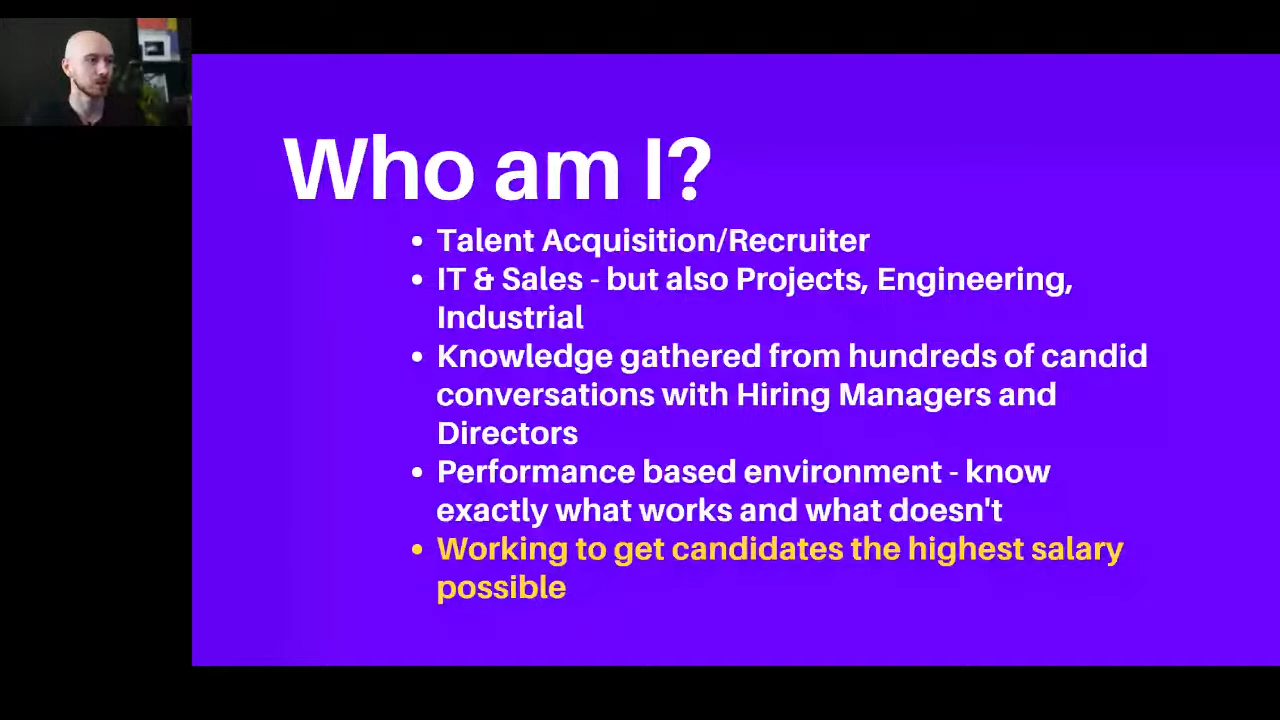 Who am I?
• Talent Acquisition/Recruiter
• IT & Sales - but also Projects, Engineering,
Industrial
• Knowledge gathered from hundreds of candid
conversations with Hiring Managers and
Directors
• Performance based environment - know
exactly what works and what doesn't
• Working to get candidates the highest salary
possible